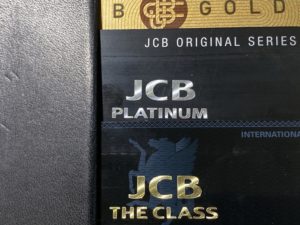 B GOLD
JCB ORIGINAL SERIES
JCB
PLATINUM
INTERNATIONA
JCB
THE CLASS